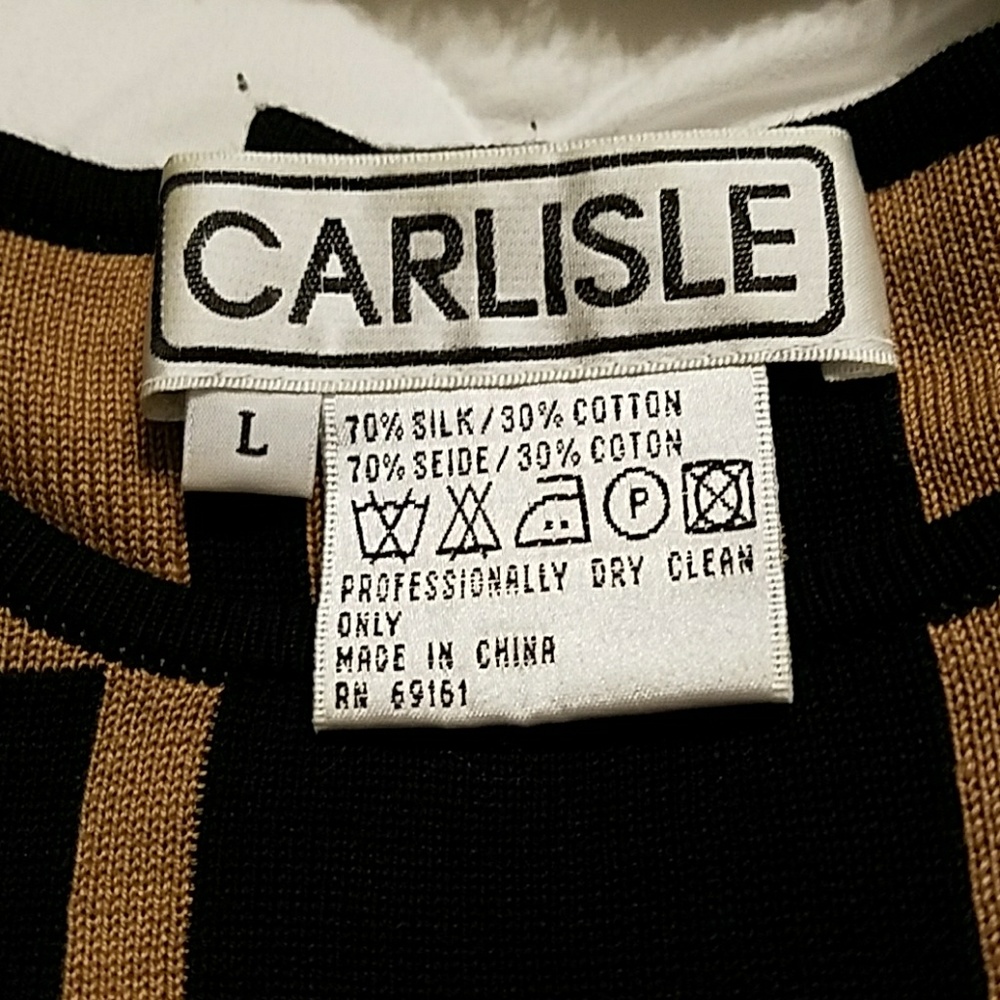 CARLISLE
L
70% SILK/30% COTTON
70% SEIDE/30% COTON
P
PROFESSIONALLY DRY CLEAN
ONLY
MADE IN CHINA
RN 69161